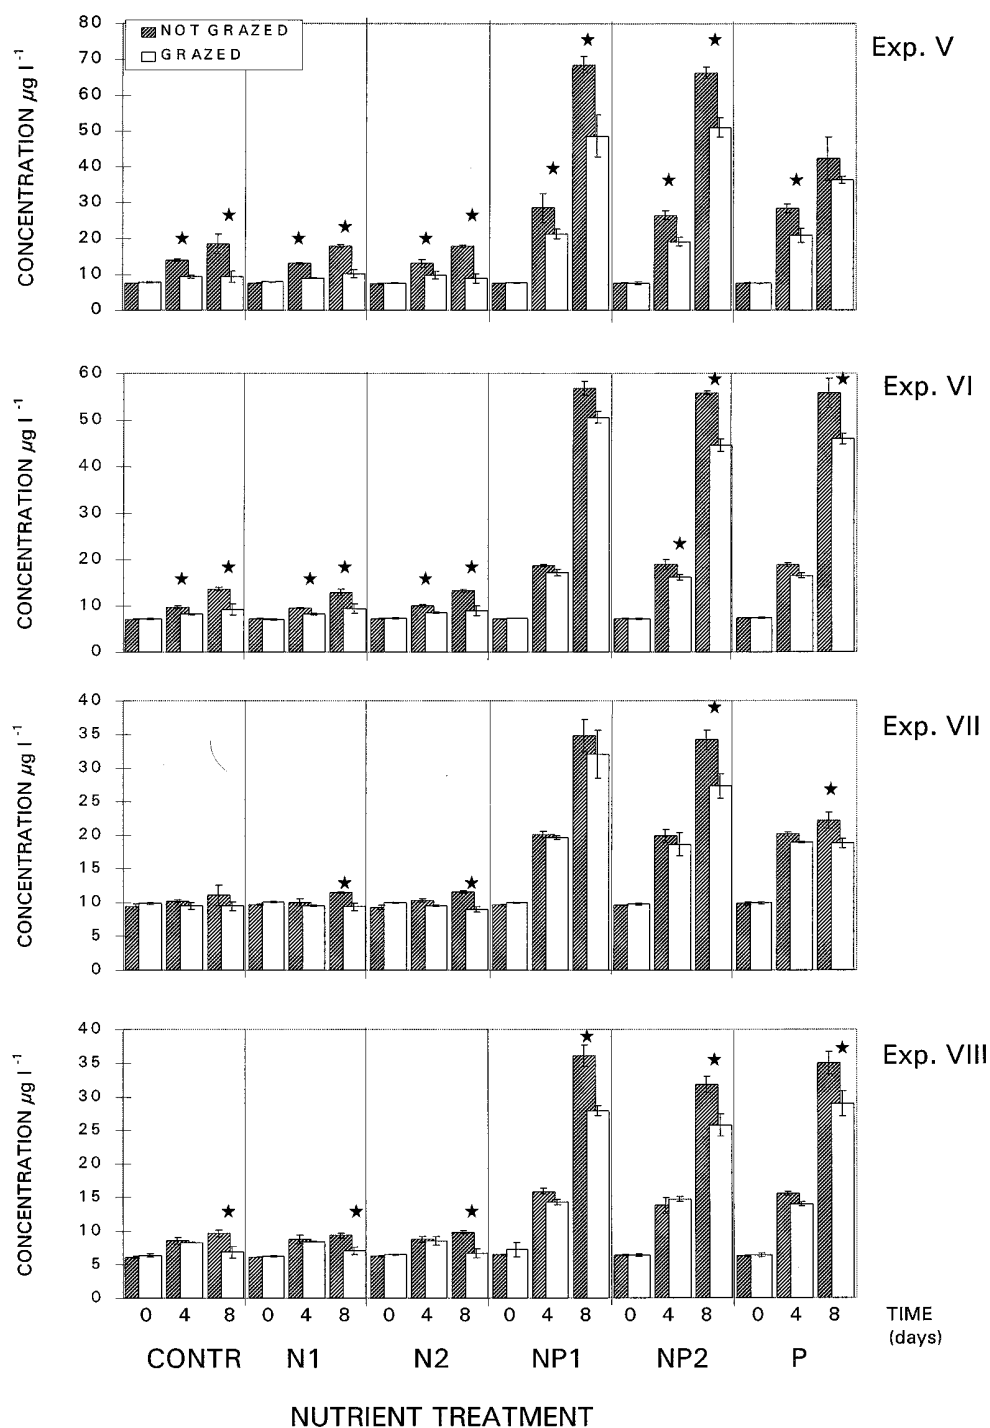 NOT GRAZED
GRAZED
Exp. V
CONCENTRATION µg l⁻¹
80
70
60
50
40
30
20
10
0
Exp. VI
CONCENTRATION µg l⁻¹
60
50
40
30
20
10
0
Exp. VII
CONCENTRATION µg l⁻¹
40
35
30
25
20
15
10
5
0
Exp. VIII
CONCENTRATION µg l⁻¹
40
35
30
25
20
15
10
5
0
0 4 8 0 4 8 0 4 8 0 4 8 0 4 8 0 4 8 TIME
(days)
CONTR N1 N2 NP1 NP2 P
NUTRIENT TREATMENT